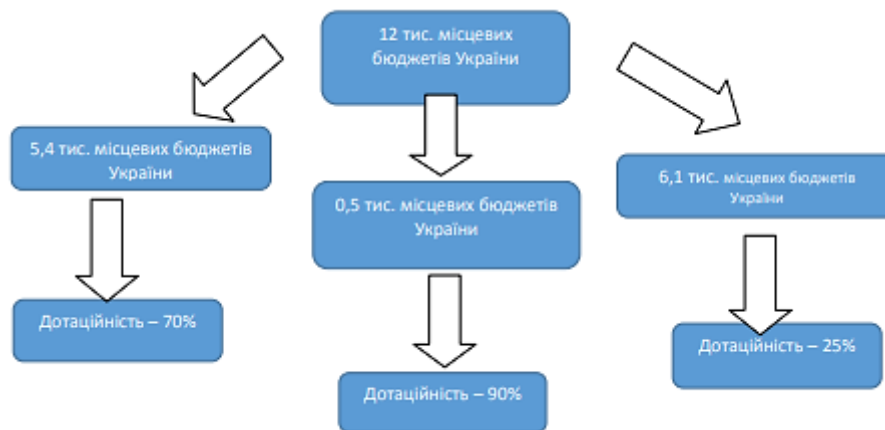 12 тис. місцевих
бюджетів України
5,4 тис. місцевих бюджетів
України
0,5 тис. місцевих бюджетів
України
6,1 тис. місцевих бюджетів
України
Дотаційність – 70%
Дотаційність – 90%
Дотаційність – 25%